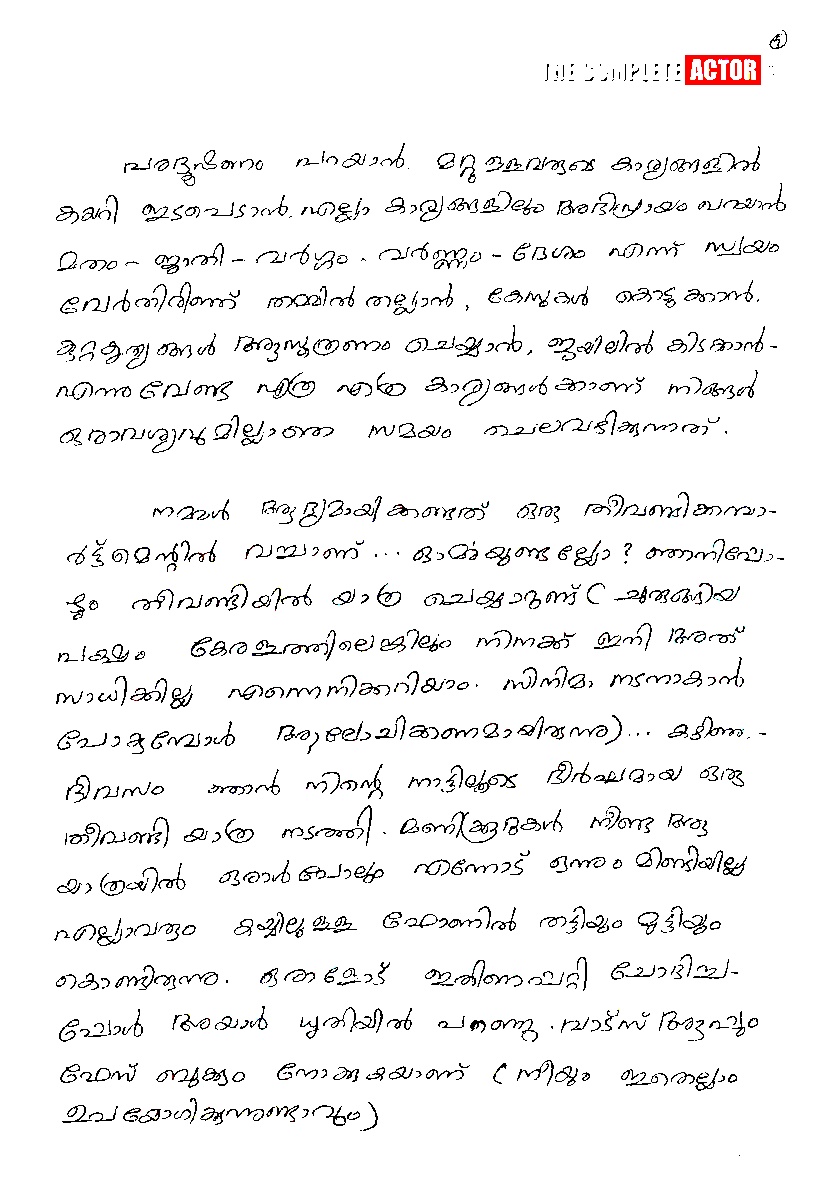 5
THE COMPLETE ACTOR
പരദൂഷണം പറയാൻ. മറ്റുള്ളവരുടെ കാര്യങ്ങളിൽ
കയറി ഇടപെടാൻ. എല്ലാ കാര്യങ്ങളിലും അഭിപ്രായം പറയാൻ
മതം - ജാതി - വർഗ്ഗം - വർണ്ണം - ദേശം എന്ന് സ്വയം
വേർതിരിഞ്ഞ് തമ്മിൽ തല്ലാൻ, കേസുകൾ കൊടുക്കാൻ.
കുറ്റകൃത്യങ്ങൾ ആസൂത്രണം ചെയ്യാൻ, ജയിലിൽ കിടക്കാൻ-
എന്നുവേണ്ട എത്ര എത്ര കാര്യങ്ങൾക്കാണ് നിങ്ങൾ
ഒരാവശ്യവുമില്ലാതെ സമയം ചെലവഴിക്കുന്നത്.
നമ്മൾ ആദ്യമായി കണ്ടത് ഒരു തീവണ്ടിക്കമ്പാ-
ർട്ട്മെന്റിൽ വച്ചാണ് ... ഓർമ്മയുണ്ടല്ലോ? ഞാനിപ്പോ-
ഴും തീവണ്ടിയിൽ യാത്ര ചെയ്യാറുണ്ട് ( ചുരുങ്ങിയ
പക്ഷം കേരളത്തിലെങ്കിലും നിനക്ക് ഇനി അത്
സാധിക്കില്ല എന്നെനിക്കറിയാം. സിനിമാ നടനാകാൻ
പോകുമ്പോൾ ആലോചിക്കണമായിരുന്നു)... കഴിഞ്ഞ-
ദിവസം ഞാൻ നിന്റെ നാട്ടിലൂടെ ദീർഘമായ ഒരു
തീവണ്ടി യാത്ര നടത്തി. മണിക്കൂറുകൾ നീണ്ട ആ
യാത്രയിൽ ഒരാൾ പോലും എന്നോട് ഒന്നും മിണ്ടിയില്ല
എല്ലാവരും കയ്യിലുള്ള ഫോണിൽ തട്ടിയും മുട്ടിയും
കൊണ്ടിരുന്നു. ഒരാളോട് ഇതിനെപ്പറ്റി ചോദിച്ച-
പ്പോൾ അയാൾ ധൃതിയിൽ പറഞ്ഞു. വാട്സ് ആപ്പും
ഫേസ് ബുക്കും നോക്കുകയാണ് ( നീയും ഇതെല്ലാം
ഉപയോഗിക്കുന്നുണ്ടാവും)